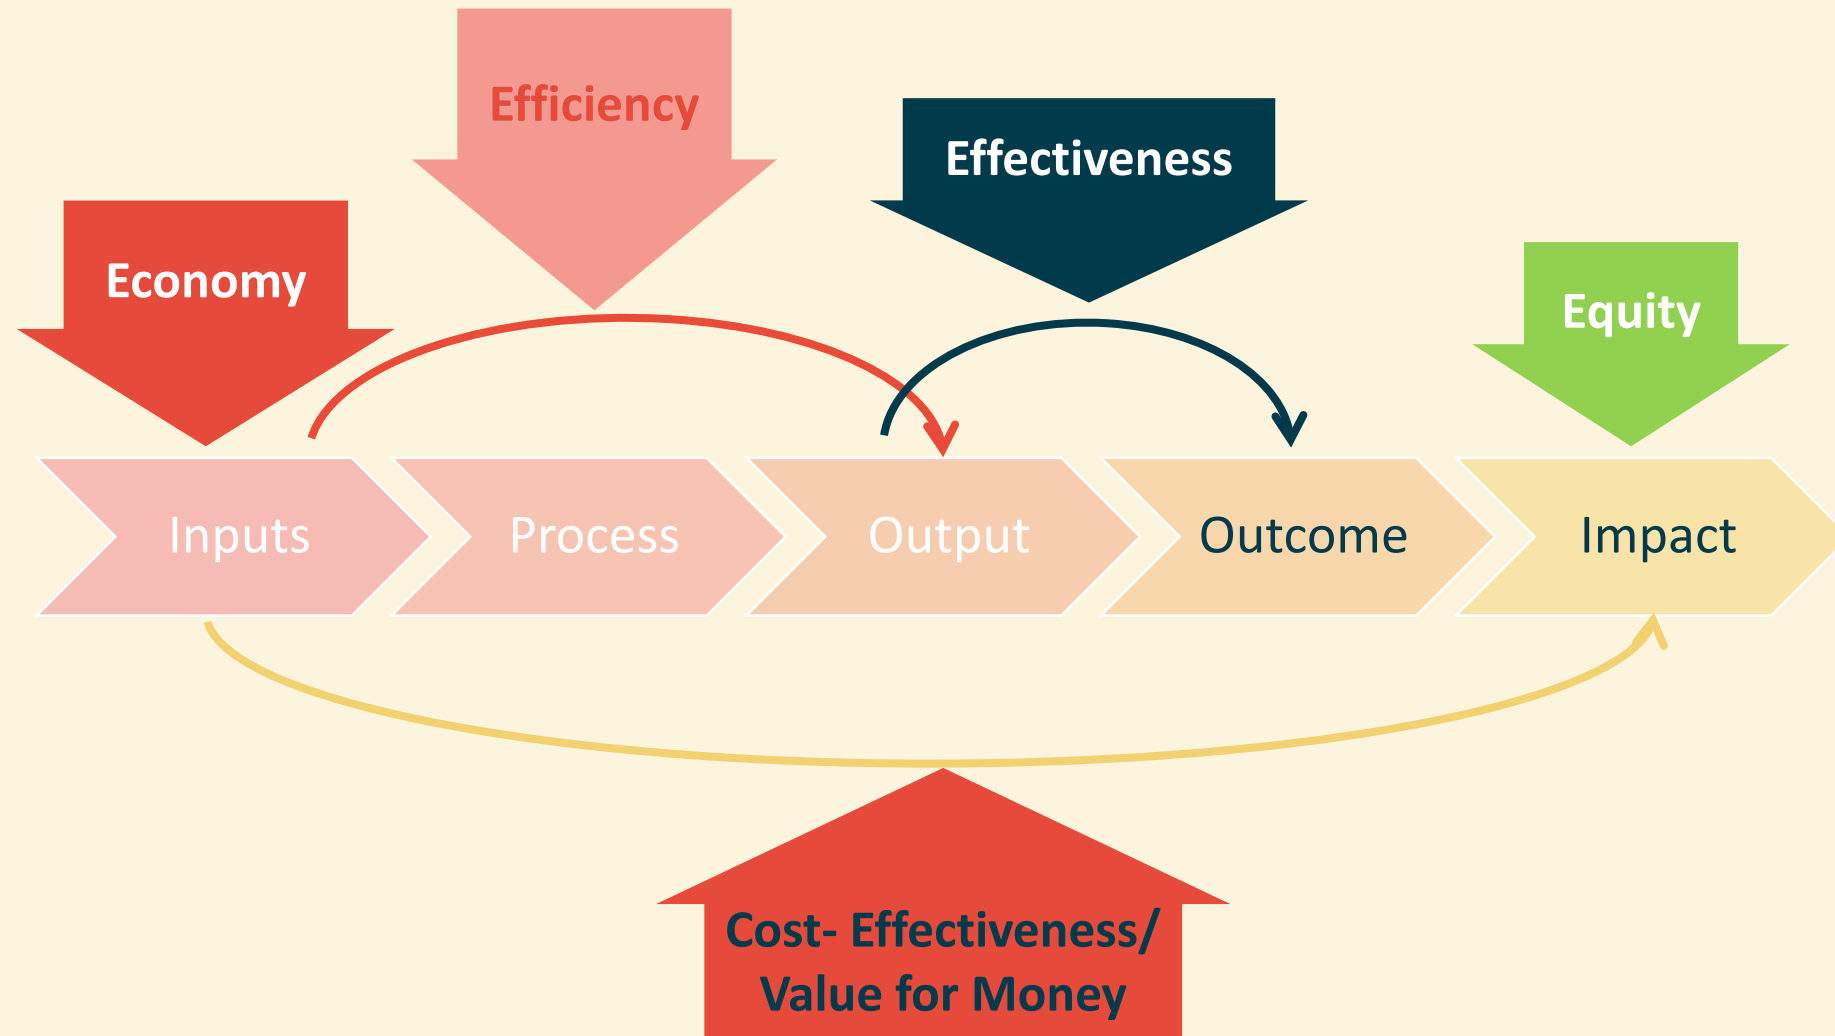 Efficiency
Effectiveness
Economy
Equity
Inputs
Process
Output
Outcome
Impact
Cost- Effectiveness/
Value for Money